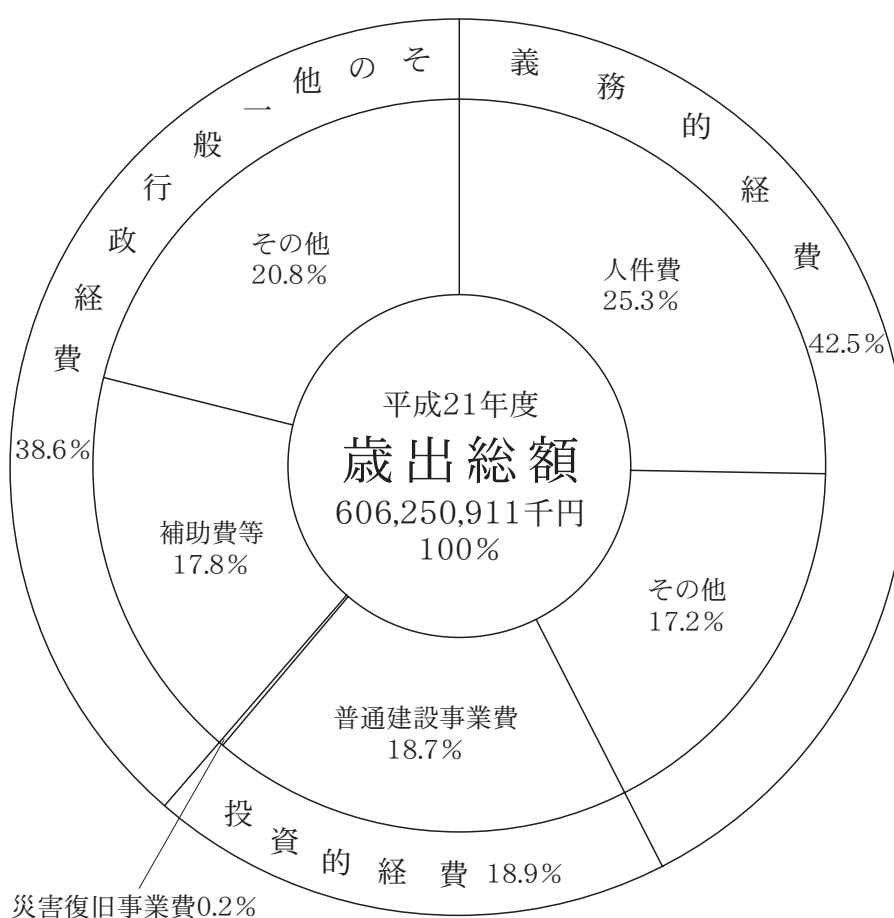 義務的経費
42.5%
人件費
25.3%
その他
17.2%
投資的経費 18.9%
普通建設事業費
18.7%
災害復旧事業費0.2%
その他一般行政経費
38.6%
補助費等
17.8%
その他
20.8%
平成21年度
歳出総額
606,250,911千円
100%